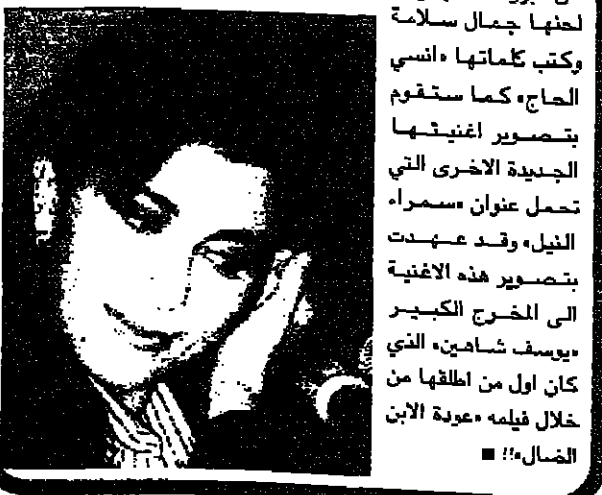 لحنها جمال سلامة
وكتب كلماتها «انسي
الحاج» كما ستقوم
بتصوير اغنيتها
الجديدة الاخرى التي
تحمل عنوان «سمراء
النيل» وقد عهدت
بتصوير هذه الاغنية
الى المخرج الكبير
«يوسف شاهين» الذي
كان اول من اطلقها من
خلال فيلمه «عودة الابن
الضال»!! ■